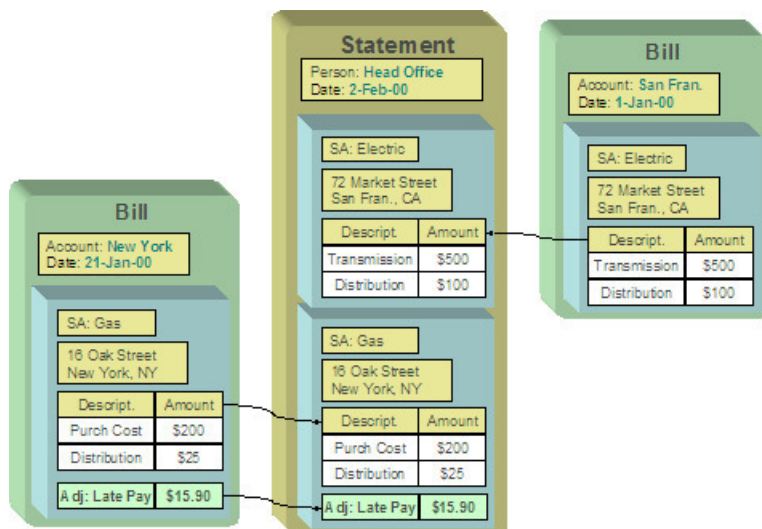 Statement
Person: Head Office
Date: 2-Feb-00
SA: Electric
72 Market Street
San Fran., CA
Descript. Amount
Transmission $500
Distribution $100
SA: Gas
16 Oak Street
New York, NY
Descript. Amount
Purch Cost $200
Distribution $25
Adj: Late Pay $15.90
Bill
Account: San Fran.
Date: 1-Jan-00
SA: Electric
72 Market Street
San Fran., CA
Descript. Amount
Transmission $500
Distribution $100
Bill
Account: New York
Date: 21-Jan-00
SA: Gas
16 Oak Street
New York, NY
Descript. Amount
Purch Cost $200
Distribution $25
Adj: Late Pay $15.90